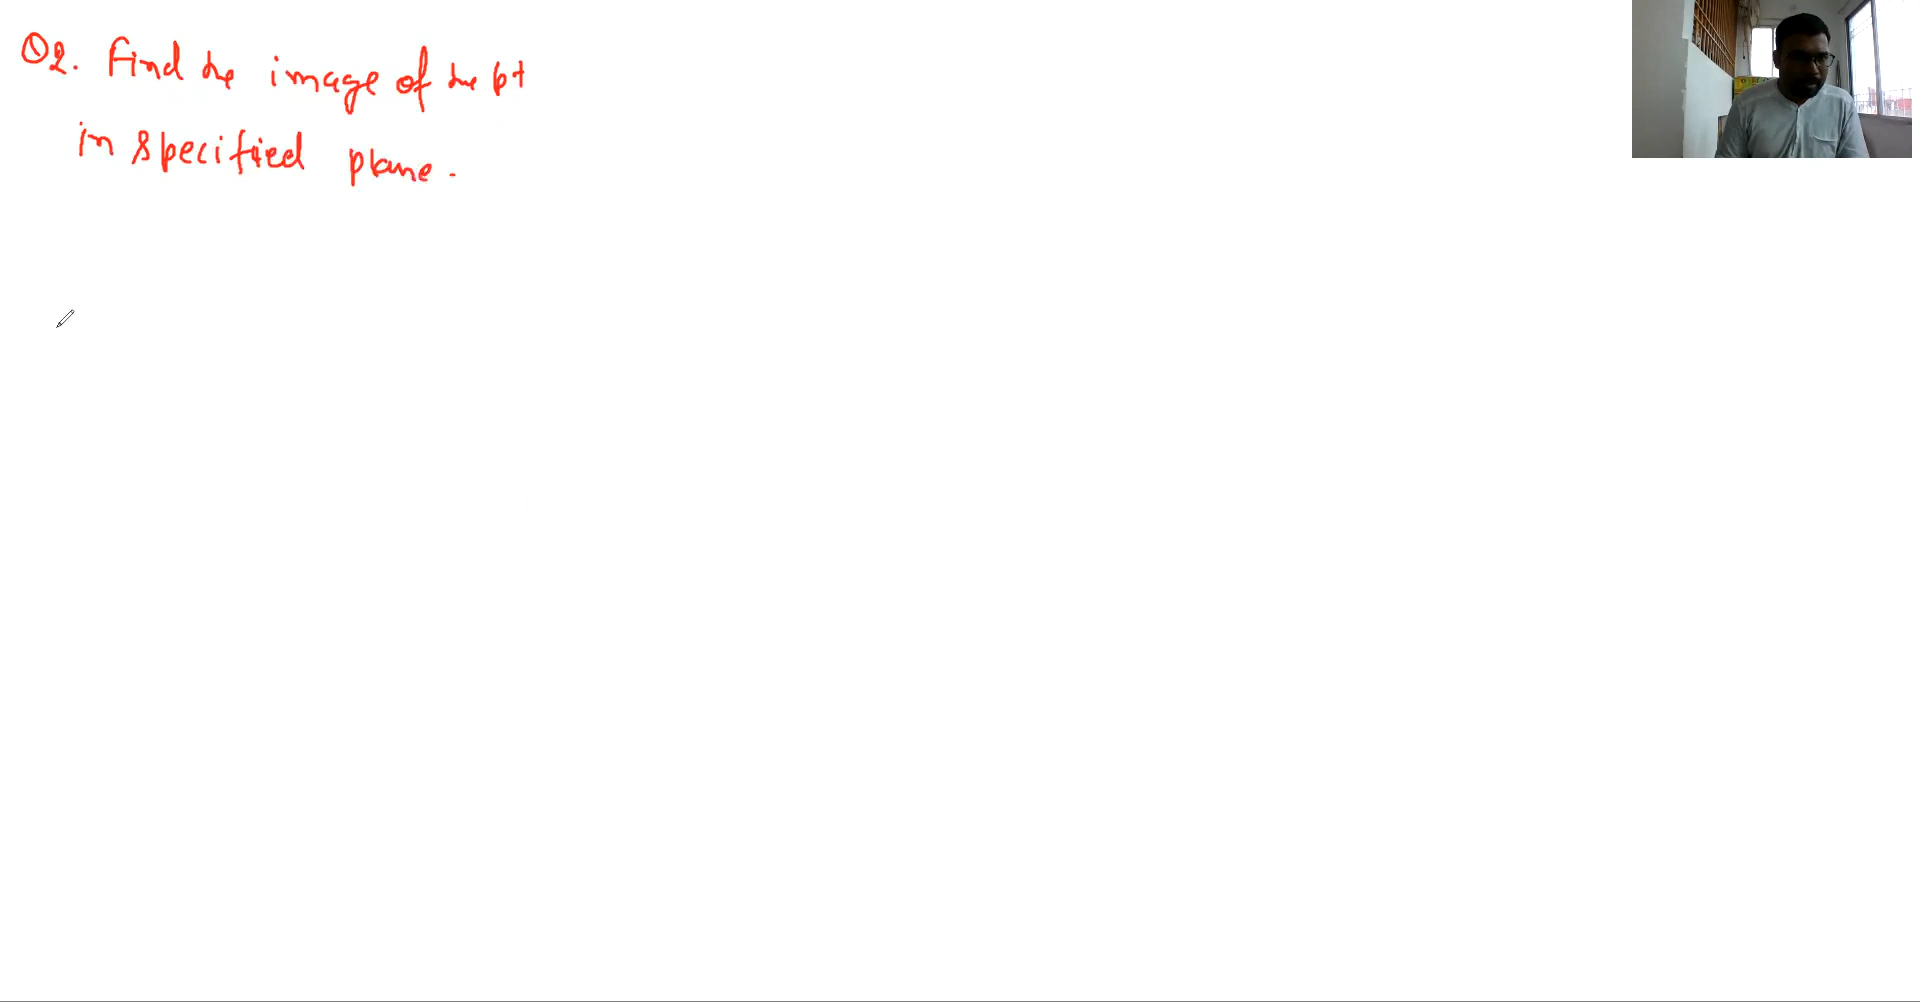 Q2. Find the image of the pt
in specified plane.